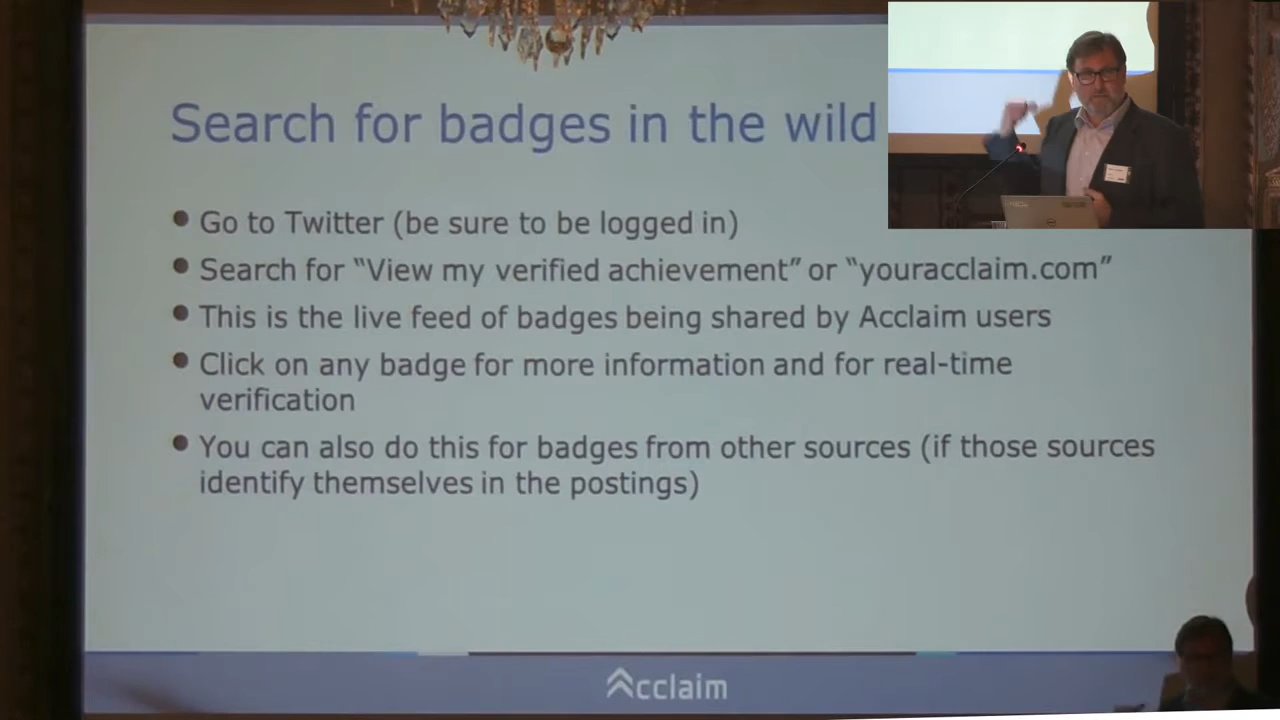 Search for badges in the wild
Go to Twitter (be sure to be logged in)
Search for “View my verified achievement” or “youracclaim.com”
This is the live feed of badges being shared by Acclaim users
Click on any badge for more information and for real-time
verification
You can also do this for badges from other sources (if those sources
identify themselves in the postings)
Acclaim